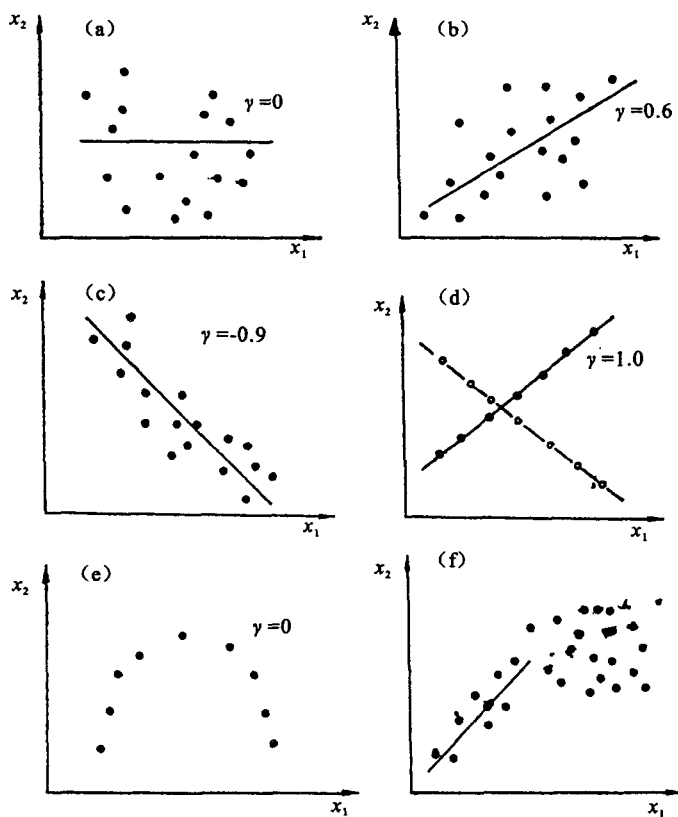 x₂ (a)
γ=0
x₁
x₂ (b)
γ=0.6
x₁
x₂ (c)
γ=-0.9
x₁
x₂ (d)
γ=1.0
x₁
x₂ (e)
γ=0
x₁
x₂ (f)
x₁